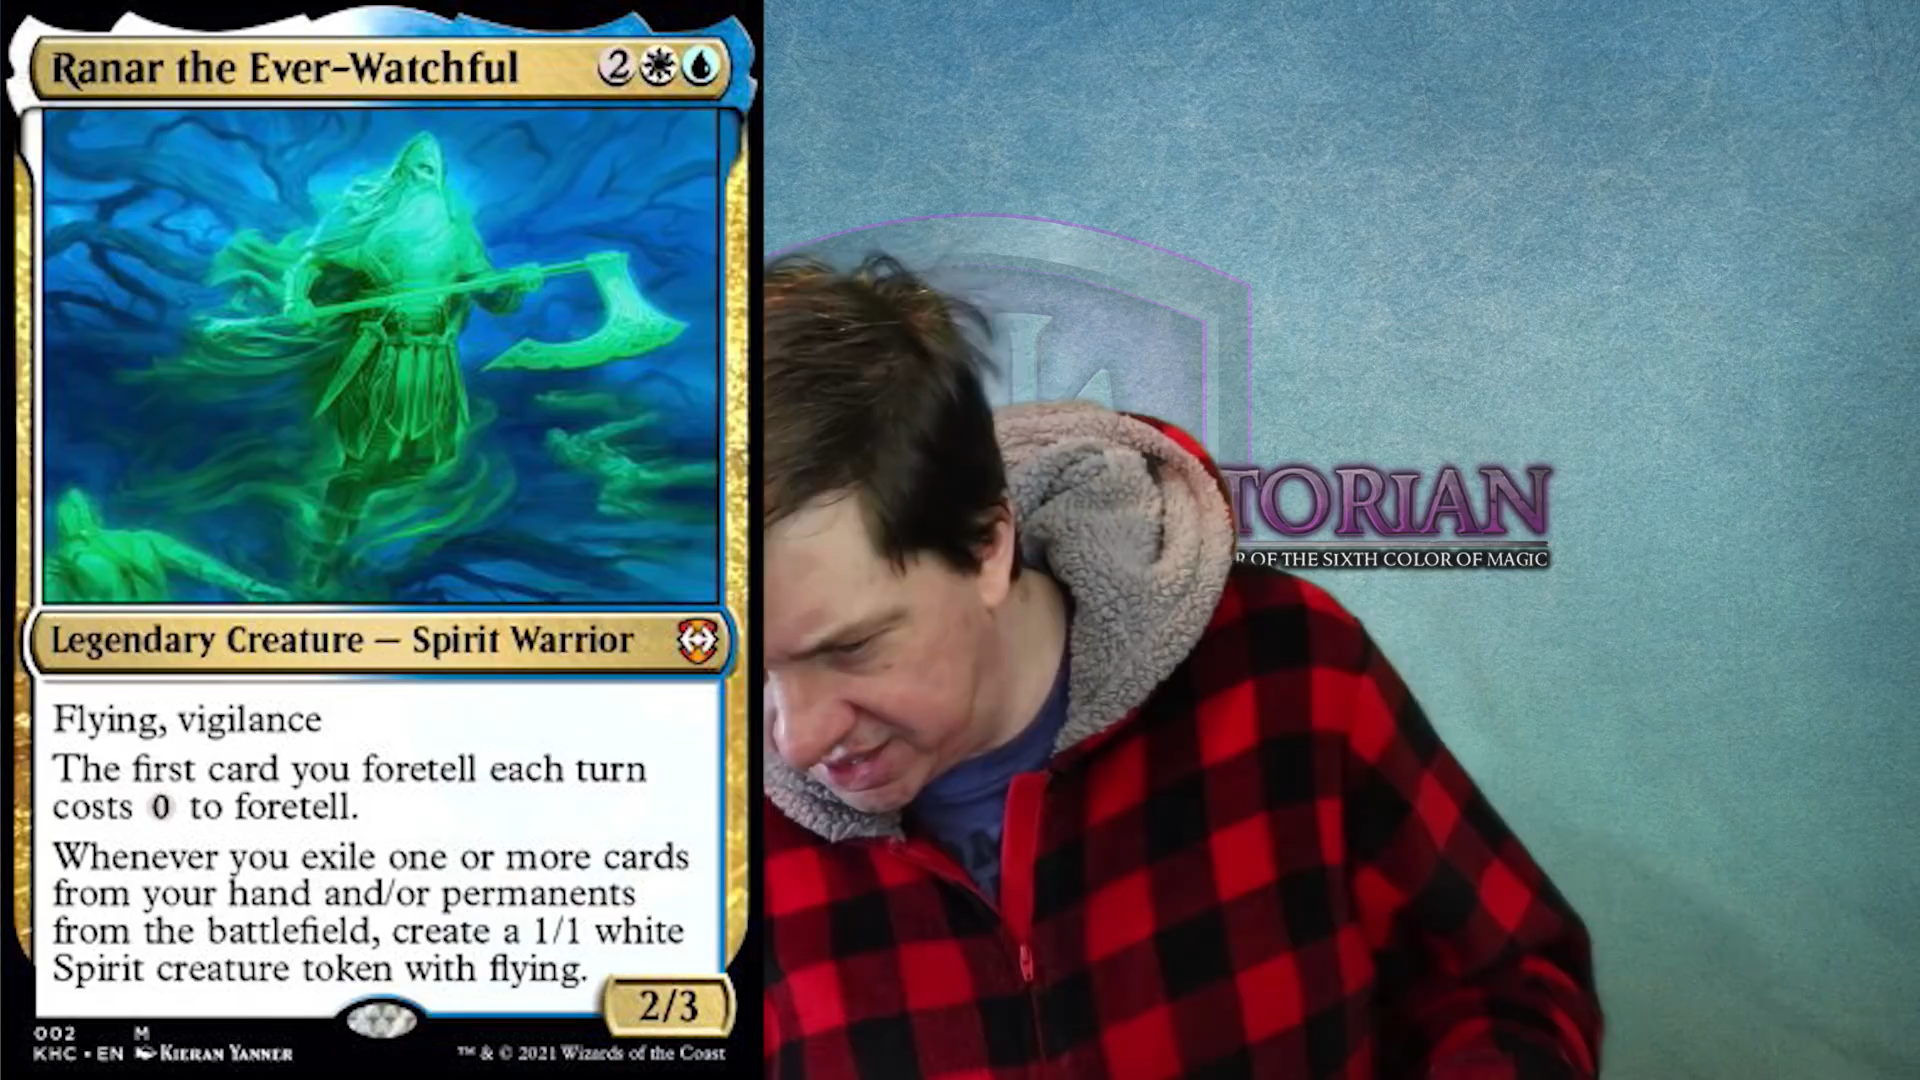 Ranar the Ever-Watchful 2
Legendary Creature — Spirit Warrior
Flying, vigilance
The first card you foretell each turn
costs 0 to foretell.
Whenever you exile one or more cards
from your hand and/or permanents
from the battlefield, create a 1/1 white
Spirit creature token with flying.
2/3
002 M
KHC • EN KIERAN YANNER
™ & © 2021 Wizards of the Coast
TORIAN
R OF THE SIXTH COLOR OF MAGIC